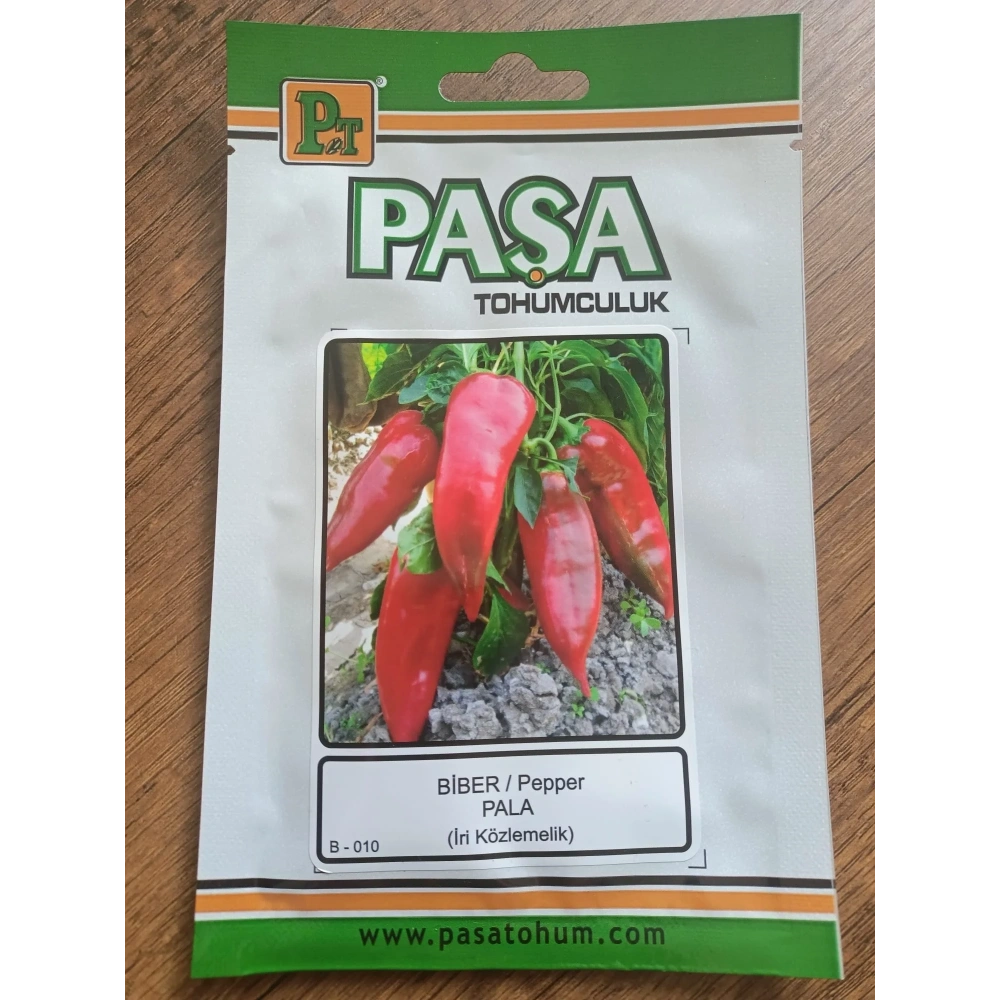 P&T®
PAŞA
TOHUMCULUK
BİBER / Pepper
PALA
(İri Közlemelik)
B - 010
www.pasatohum.com